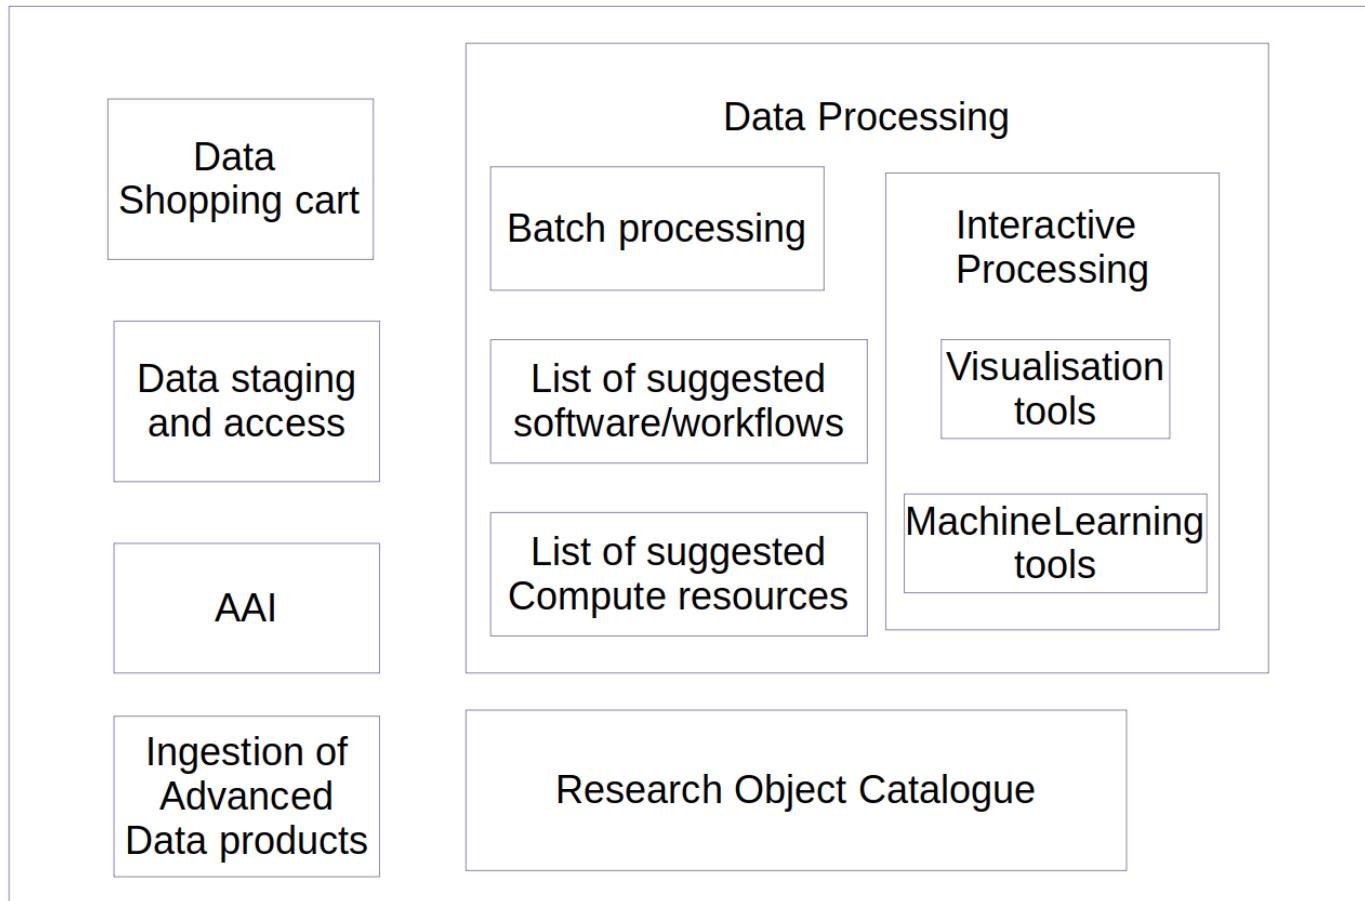 Data
Shopping cart
Data staging
and access
AAI
Ingestion of
Advanced
Data products
Data Processing
Batch processing
List of suggested
software/workflows
List of suggested
Compute resources
Interactive
Processing
Visualisation
tools
MachineLearning
tools
Research Object Catalogue